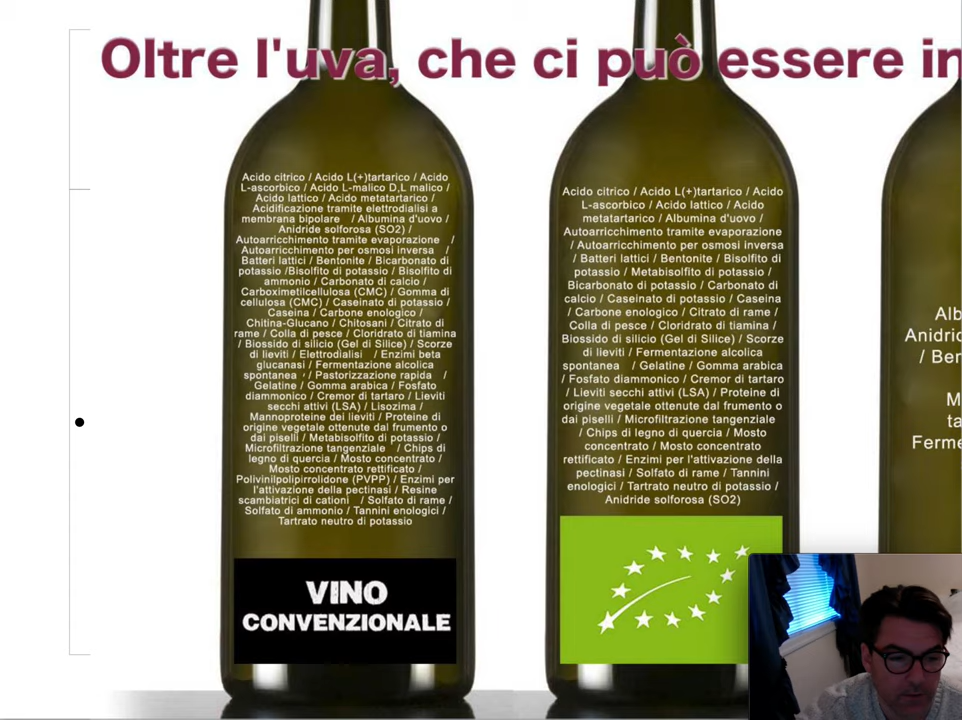 Oltre l'uva, che ci può essere in
Acido citrico / Acido L(+)tartarico / Acido
L-ascorbico / Acido L-malico D,L malico /
Acido lattico / Acido metatartarico /
Acidificazione tramite elettrodialisi a
membrana bipolare / Albumina d'uovo /
Anidride solforosa (SO2) /
Autoarricchimento tramite evaporazione /
Autoarricchimento per osmosi inversa /
Batteri lattici / Bentonite / Bicarbonato di
potassio /Bisolfito di potassio / Bisolfito di
ammonio / Carbonato di calcio /
Carboximetilcellulosa (CMC) / Gomma di
cellulosa (CMC) / Caseinato di potassio /
Caseina / Carbone enologico /
Chitina-Glucano / Chitosani / Citrato di
rame / Colla di pesce / Cloridrato di tiamina
/ Biossido di silicio (Gel di Silice) / Scorze
di lieviti / Elettrodialisi / Enzimi beta
glucanasi / Fermentazione alcolica
spontanea / Pastorizzazione rapida /
Gelatine / Gomma arabica / Fosfato
diammonico / Cremor di tartaro / Lieviti
secchi attivi (LSA) / Lisozima /
Mannoproteine dei lieviti / Proteine di
origine vegetale ottenute dal frumento o
dai piselli / Metabisolfito di potassio /
Microfiltrazione tangenziale / Chips di
legno di quercia / Mosto concentrato /
Mosto concentrato rettificato /
Polivinilpolipirrolidone (PVPP) / Enzimi per
l'attivazione della pectinasi / Resine
scambiatrici di cationi / Solfato di rame /
Solfato di ammonio / Tannini enologici /
Tartrato neutro di potassio
VINO
CONVENZIONALE
Acido citrico / Acido L(+)tartarico / Acido
L-ascorbico / Acido lattico / Acido
metatartarico / Albumina d'uovo /
Autoarricchimento tramite evaporazione
/ Autoarricchimento per osmosi inversa
/ Batteri lattici / Bentonite / Bisolfito di
potassio / Metabisolfito di potassio /
Bicarbonato di potassio / Carbonato di
calcio / Caseinato di potassio / Caseina
/ Carbone enologico / Citrato di rame /
Colla di pesce / Cloridrato di tiamina /
Biossido di silicio (Gel di Silice) / Scorze
di lieviti / Fermentazione alcolica
spontanea / Gelatine / Gomma arabica
/ Fosfato diammonico / Cremor di tartaro
/ Lieviti secchi attivi (LSA) / Proteine di
origine vegetale ottenute dal frumento o
dai piselli / Microfiltrazione tangenziale
/ Chips di legno di quercia / Mosto
concentrato / Mosto concentrato
rettificato / Enzimi per l'attivazione della
pectinasi / Solfato di rame / Tannini
enologici / Tartrato neutro di potassio /
Anidride solforosa (SO2)
Alb
Anidric
/ Ber
M
ta
Ferme